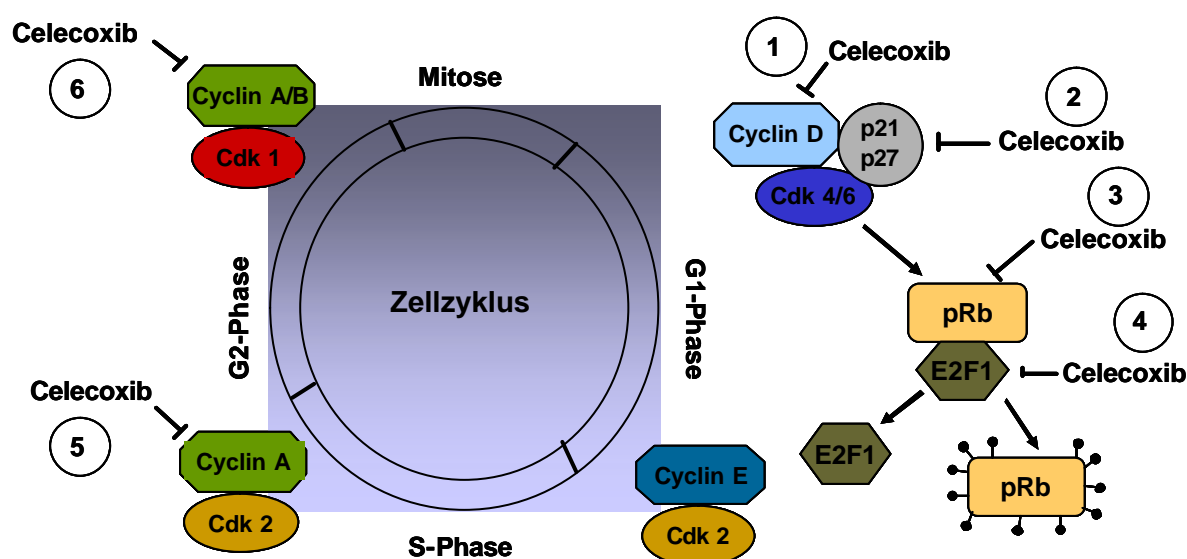 Celecoxib
6
Cyclin A/B
Cdk 1
Mitose
1
Celecoxib
2
Celecoxib
Cyclin D
p21
p27
Cdk 4/6
3
Celecoxib
G2-Phase
Zellzyklus
G1-Phase
pRb
4
E2F1
Celecoxib
Celecoxib
5
Cyclin A
Cdk 2
S-Phase
Cyclin E
Cdk 2
E2F1
pRb